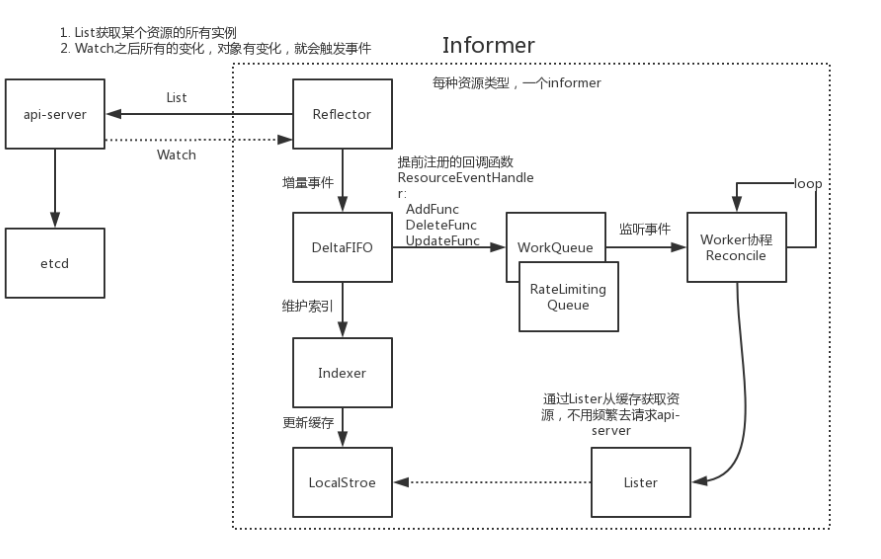 1. List获取某个资源的所有实例
2. Watch之后所有的变化，对象有变化，就会触发事件
Informer
每种资源类型，一个informer
api-server
List
Reflector
Watch
增量事件
提前注册的回调函数
ResourceEventHandle
r:
AddFunc
DeleteFunc
UpdateFunc
loop
etcd
DeltaFIFO
WorkQueue
监听事件
Worker协程
Reconcile
RateLimiting
Queue
维护索引
Indexer
更新缓存
通过Lister从缓存获取资
源，不用频繁去请求api-
server
LocalStroe
Lister